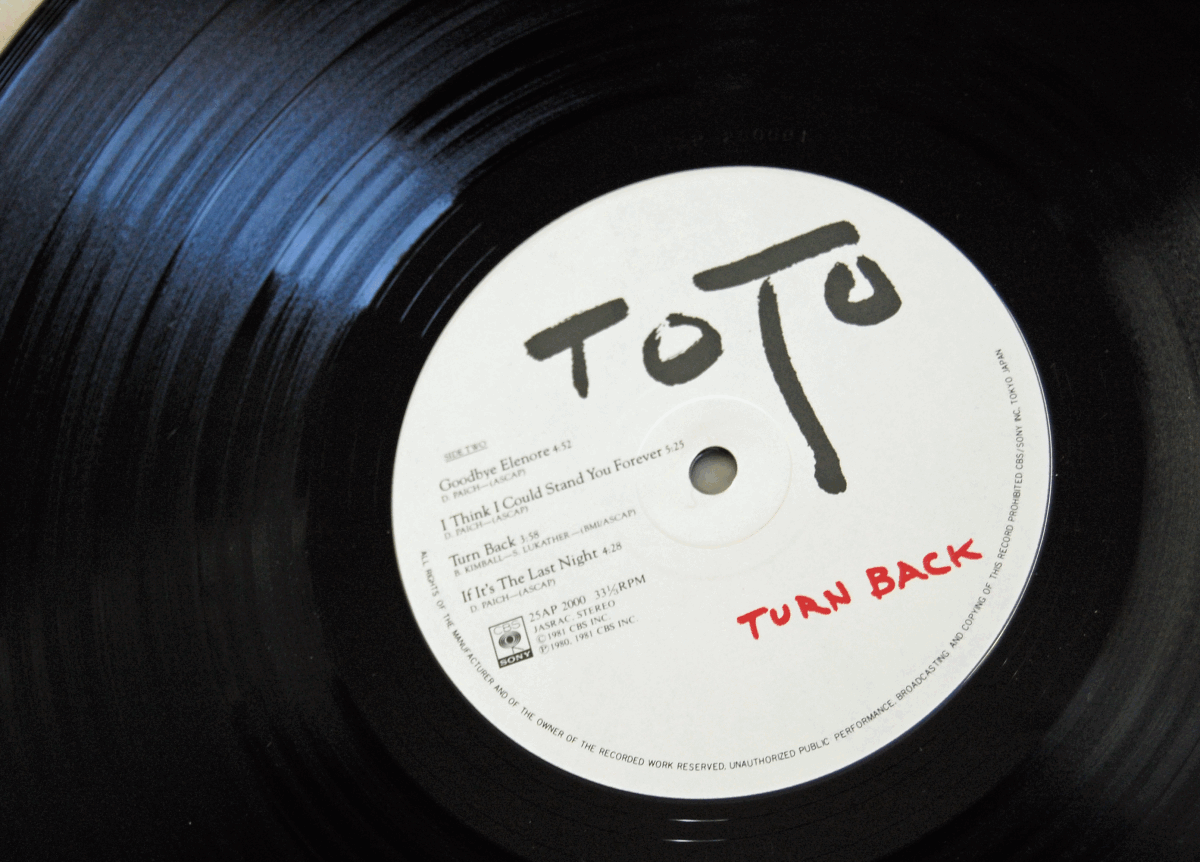 TOTO
SIDE TWO
Goodbye Elenore 4:52
D. PAICH—(ASCAP)
I Think I Could Stand You Forever 5:25
D. PAICH—(ASCAP)
Turn Back 3:58
B. KIMBALL—S. LUKATHER—(BMI/ASCAP)
If It's The Last Night 4:28
D. PAICH—(ASCAP)
CBS
SONY
25AP 2000 33⅓RPM
JASRAC STEREO
©1981 CBS INC.
℗1980, 1981 CBS INC.
TURN BACK
ALL RIGHTS OF THE MANUFACTURER AND OF THE OWNER OF THE RECORDED WORK RESERVED. UNAUTHORIZED PUBLIC PERFORMANCE, BROADCASTING AND COPYING OF THIS RECORD PROHIBITED CBS/SONY INC. TOKYO JAPAN